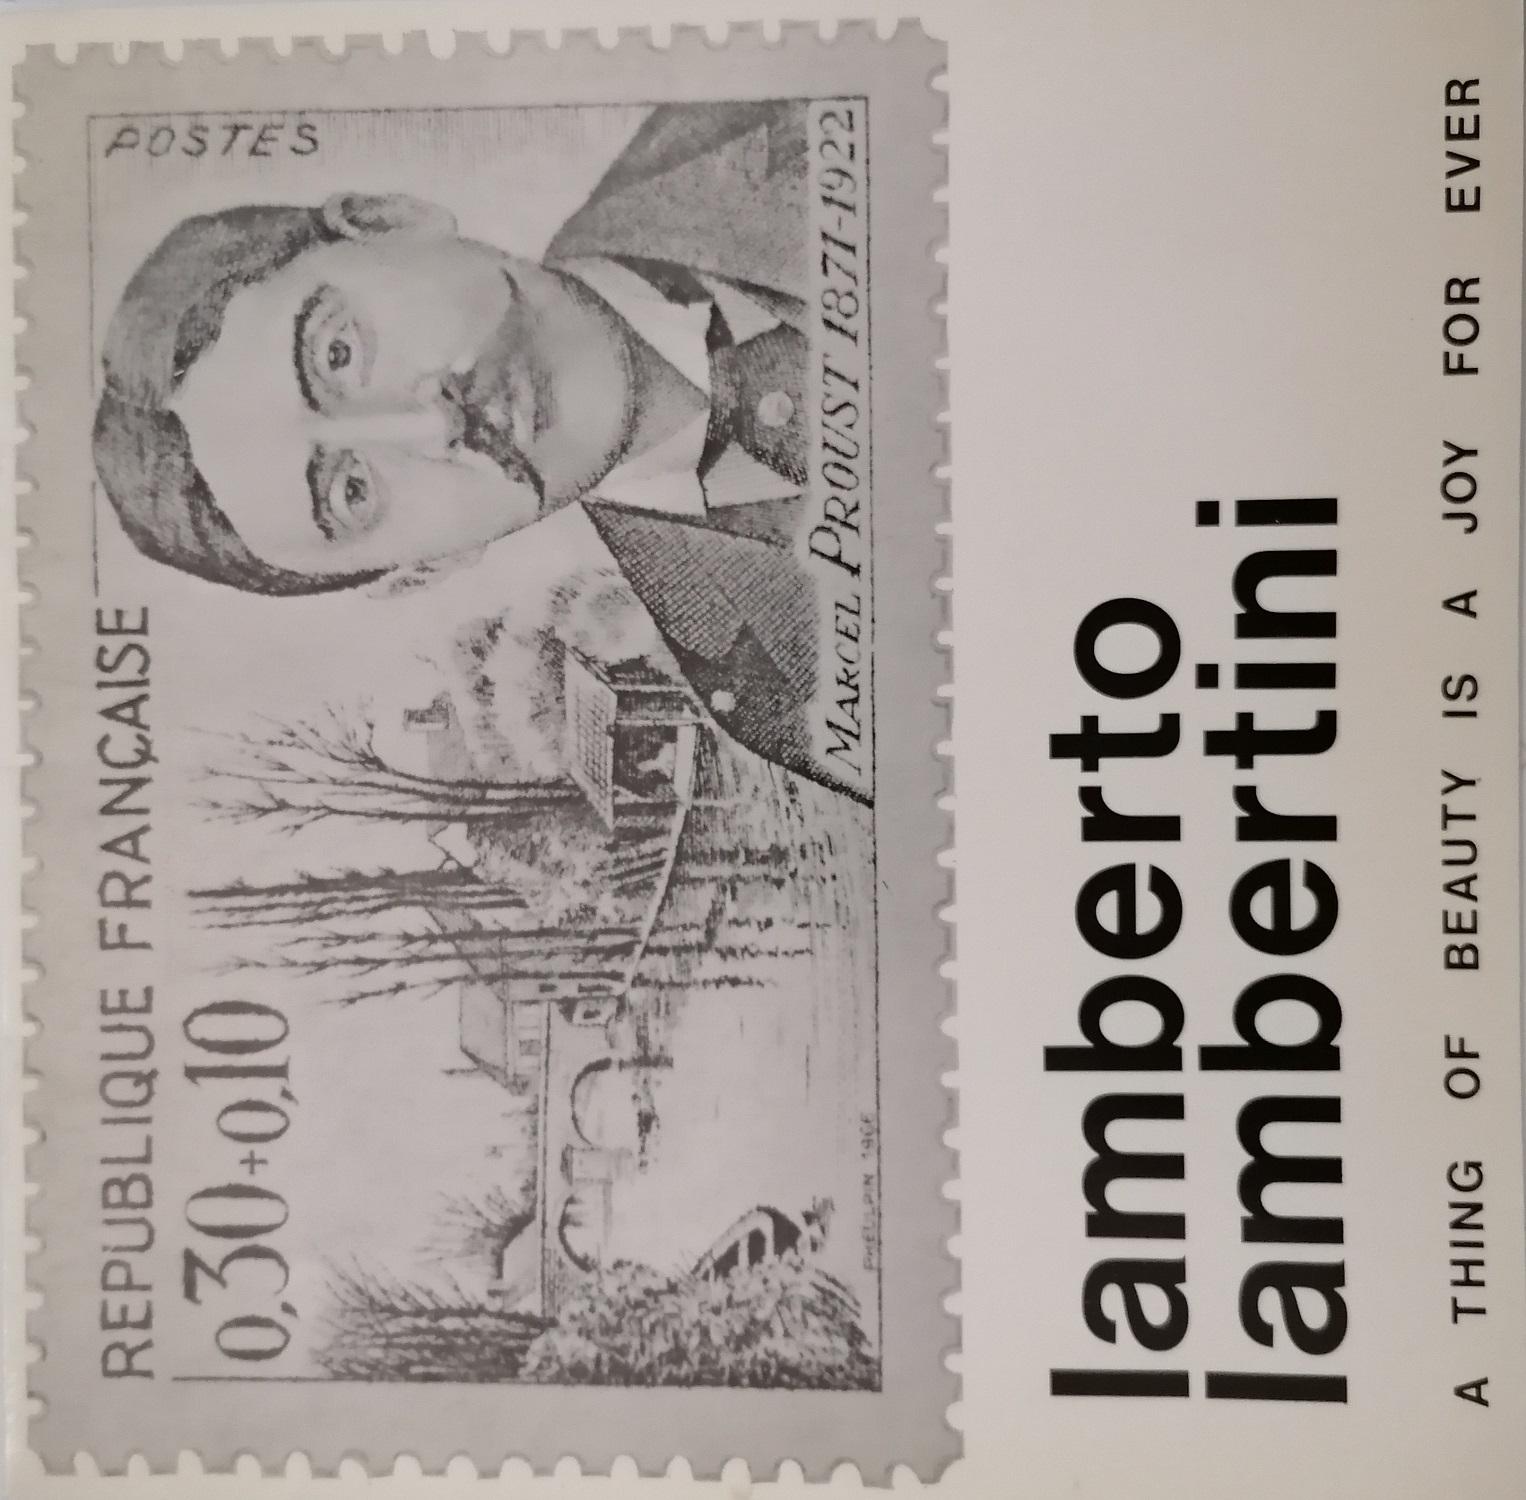 REPUBLIQUE FRANÇAISE
POSTES
0,30+0,10
MARCEL PROUST 1871-1922
lamberto
lambertini
A THING OF BEAUTY IS A JOY FOR EVER